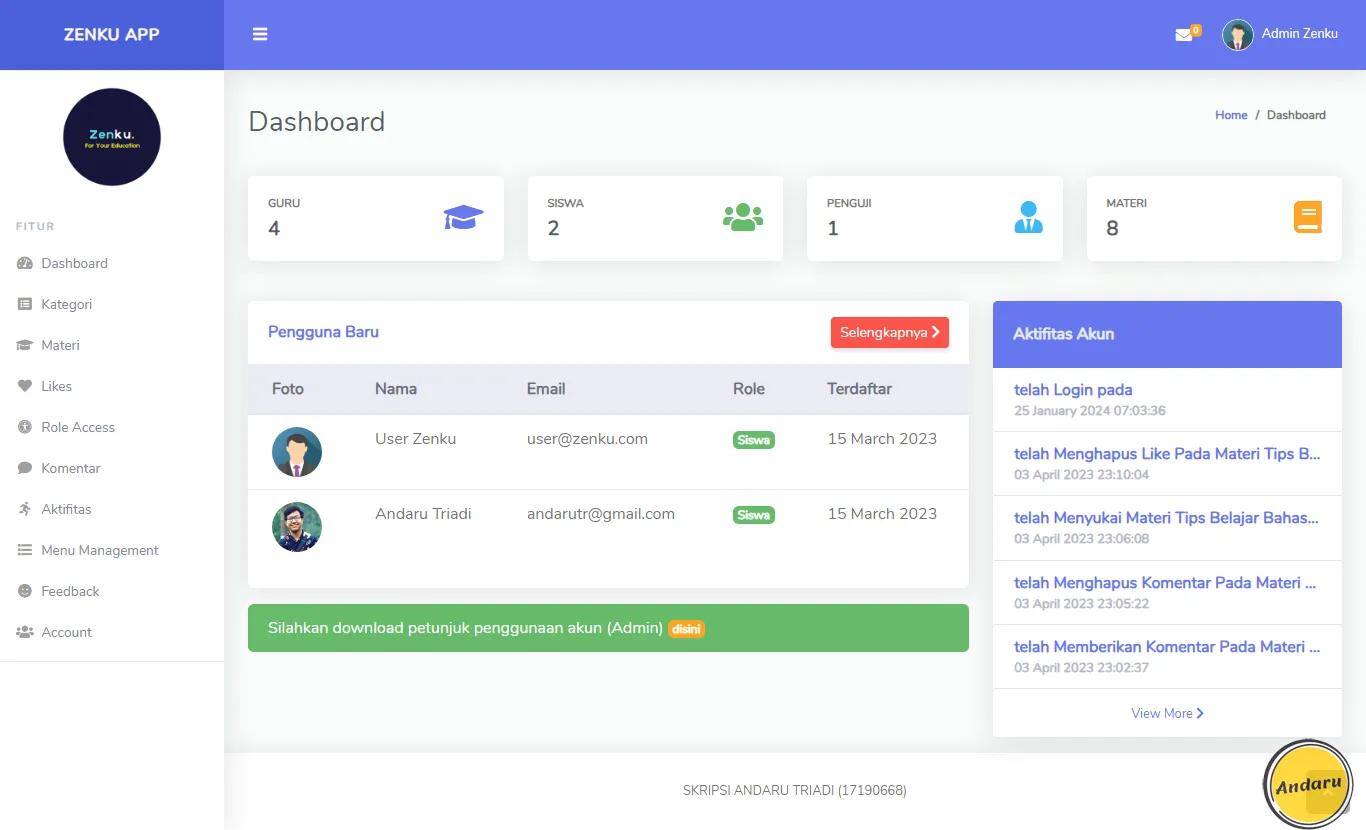 ZENKU APP
0
Admin Zenku
Zenku.
For Your Education
FITUR
Dashboard
Kategori
Materi
Likes
Role Access
Komentar
Aktifitas
Menu Management
Feedback
Account
Dashboard
Home / Dashboard
GURU
4
SISWA
2
PENGUJI
1
MATERI
8
Pengguna Baru
Selengkapnya
Foto Nama Email Role Terdaftar
User Zenku user@zenku.com Siswa 15 March 2023
Andaru Triadi andarutr@gmail.com Siswa 15 March 2023
Silahkan download petunjuk penggunaan akun (Admin) disini
Aktifitas Akun
telah Login pada
25 January 2024 07:03:36
telah Menghapus Like Pada Materi Tips B...
03 April 2023 23:10:04
telah Menyukai Materi Tips Belajar Bahas...
03 April 2023 23:06:08
telah Menghapus Komentar Pada Materi ...
03 April 2023 23:05:22
telah Memberikan Komentar Pada Materi ...
03 April 2023 23:02:37
View More
SKRIPSI ANDARU TRIADI (17190668)
Andaru